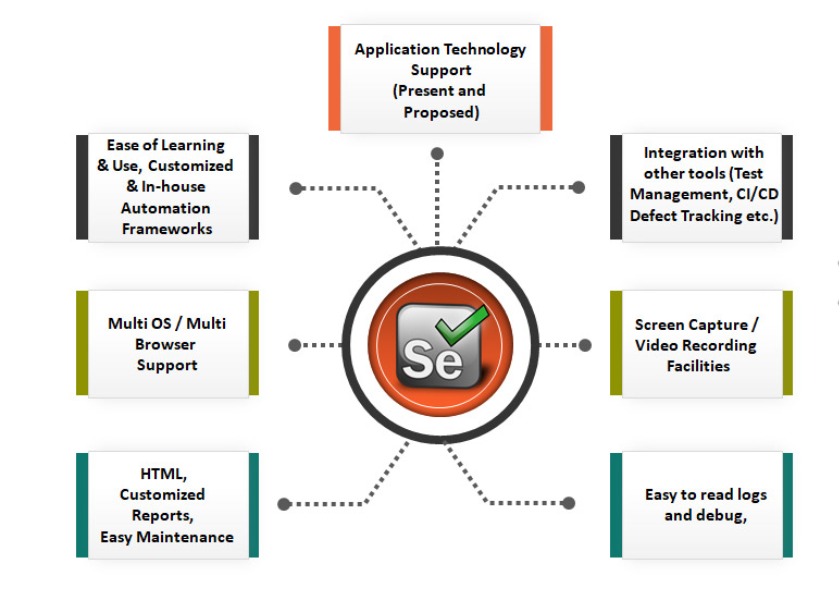 Application Technology
Support
(Present and
Proposed)
Ease of Learning
& Use, Customized
& In-house
Automation
Frameworks
Integration with
other tools (Test
Management, CI/CD
Defect Tracking etc.)
Multi OS / Multi
Browser
Support
Se
Screen Capture /
Video Recording
Facilities
HTML,
Customized
Reports,
Easy Maintenance
Easy to read logs
and debug,